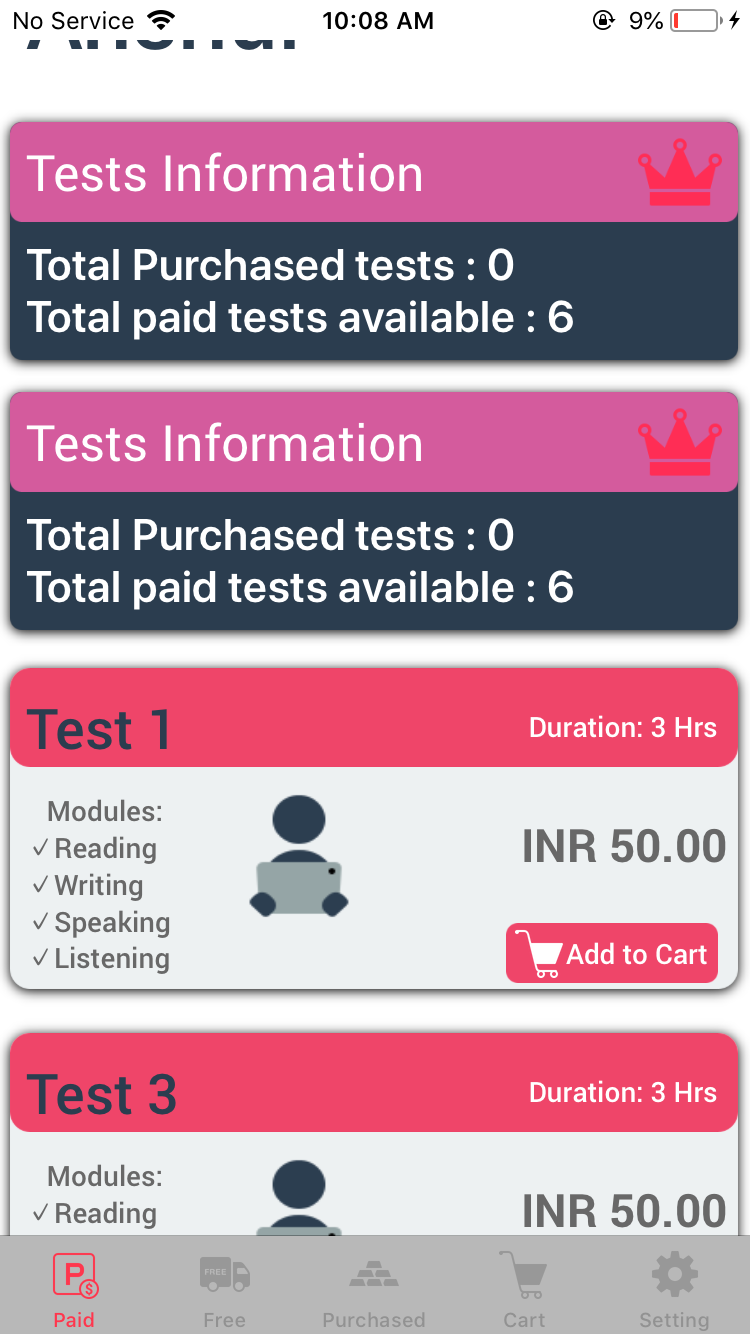 No Service 10:08 AM 9%
Tests Information
Total Purchased tests : 0
Total paid tests available : 6
Tests Information
Total Purchased tests : 0
Total paid tests available : 6
Test 1 Duration: 3 Hrs
Modules:
✓ Reading
✓ Writing
✓ Speaking
✓ Listening
INR 50.00
Add to Cart
Test 3 Duration: 3 Hrs
Modules:
✓ Reading
INR 50.00
P $ FREE
Paid Free Purchased Cart Setting